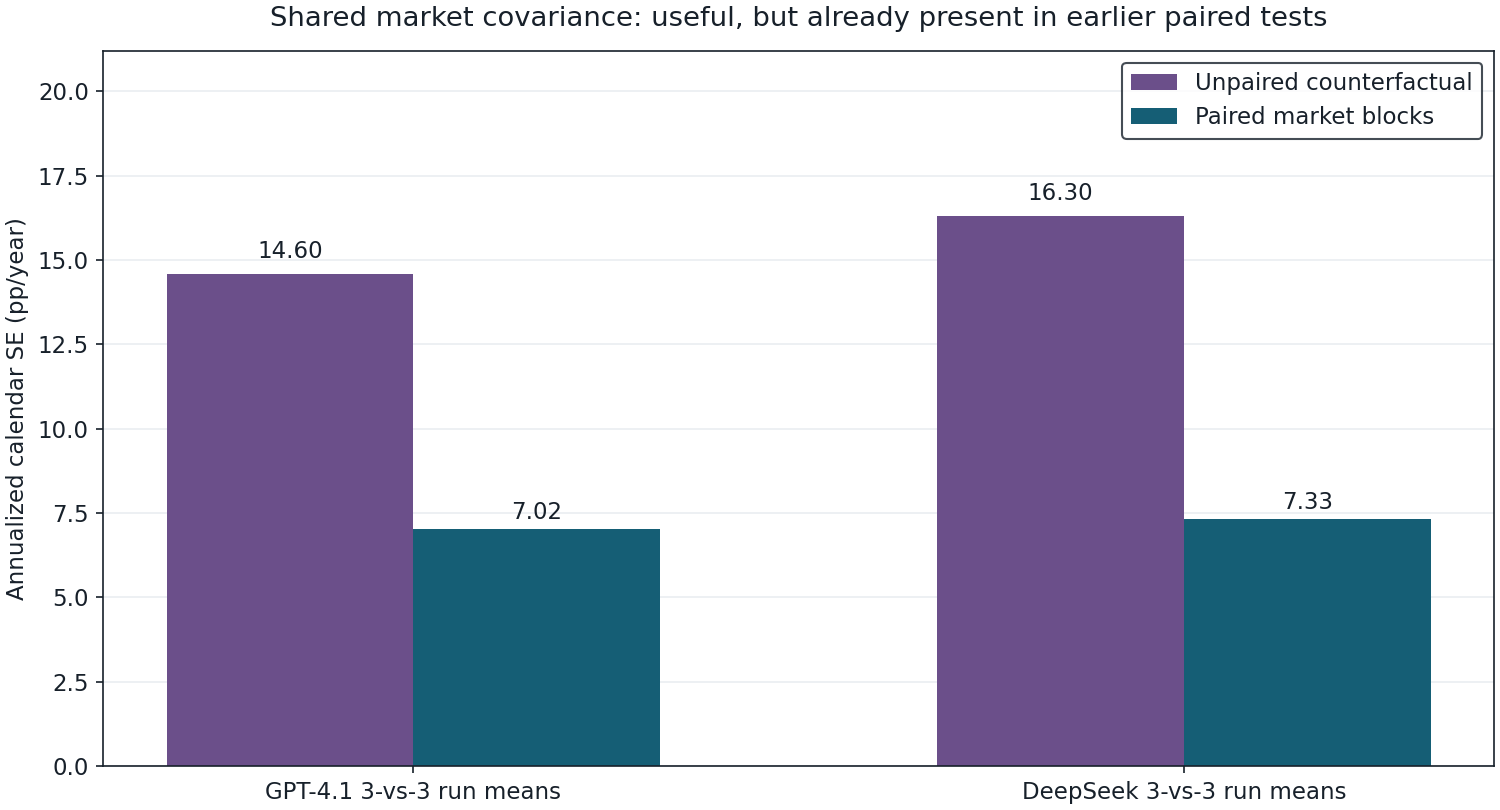 Shared market covariance: useful, but already present in earlier paired tests
Unpaired counterfactual
Paired market blocks
Annualized calendar SE (pp/year)
20.0
17.5
15.0
12.5
10.0
7.5
5.0
2.5
0.0
14.60
7.02
16.30
7.33
GPT-4.1 3-vs-3 run means
DeepSeek 3-vs-3 run means